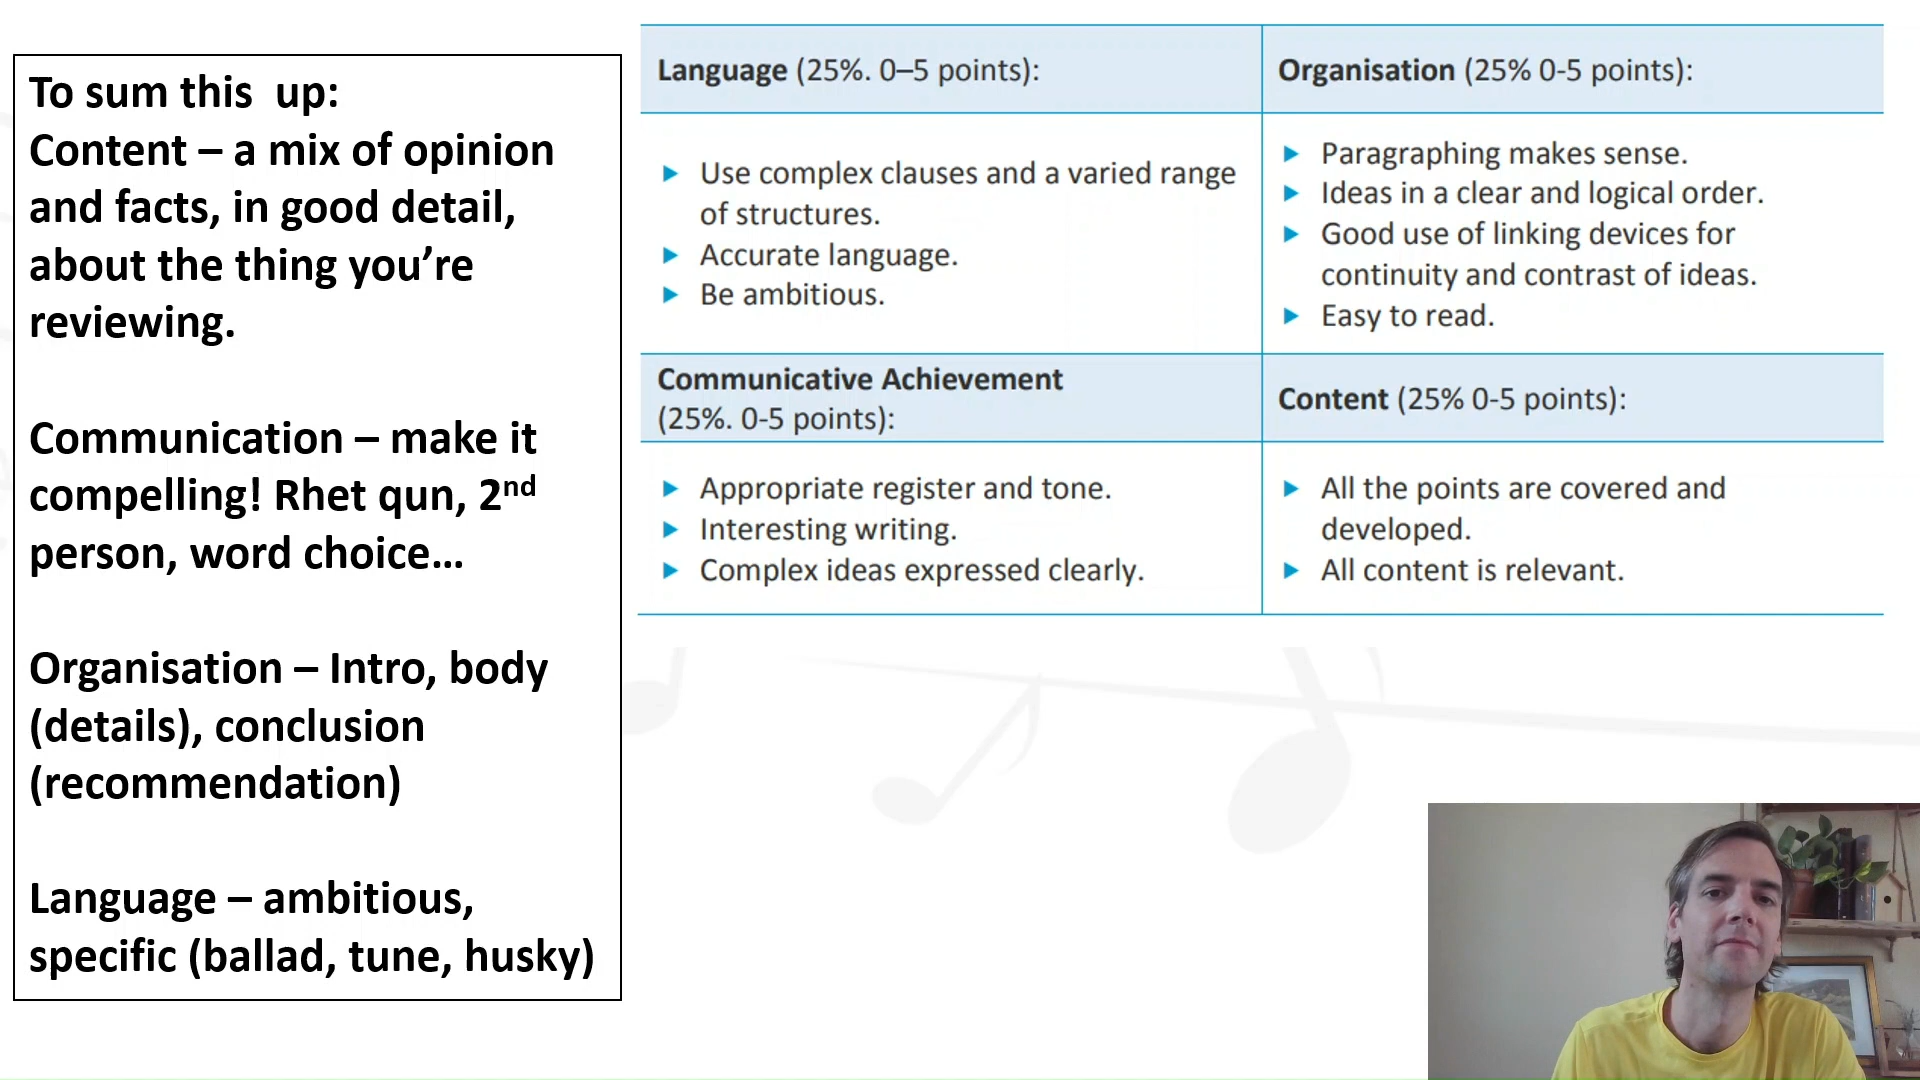 To sum this up:
Content – a mix of opinion
and facts, in good detail,
about the thing you’re
reviewing.
Communication – make it
compelling! Rhet qun, 2nd
person, word choice…
Organisation – Intro, body
(details), conclusion
(recommendation)
Language – ambitious,
specific (ballad, tune, husky)
Language (25%. 0–5 points):
Use complex clauses and a varied range
of structures.
Accurate language.
Be ambitious.
Organisation (25% 0-5 points):
Paragraphing makes sense.
Ideas in a clear and logical order.
Good use of linking devices for
continuity and contrast of ideas.
Easy to read.
Communicative Achievement
(25%. 0-5 points):
Appropriate register and tone.
Interesting writing.
Complex ideas expressed clearly.
Content (25% 0-5 points):
All the points are covered and
developed.
All content is relevant.